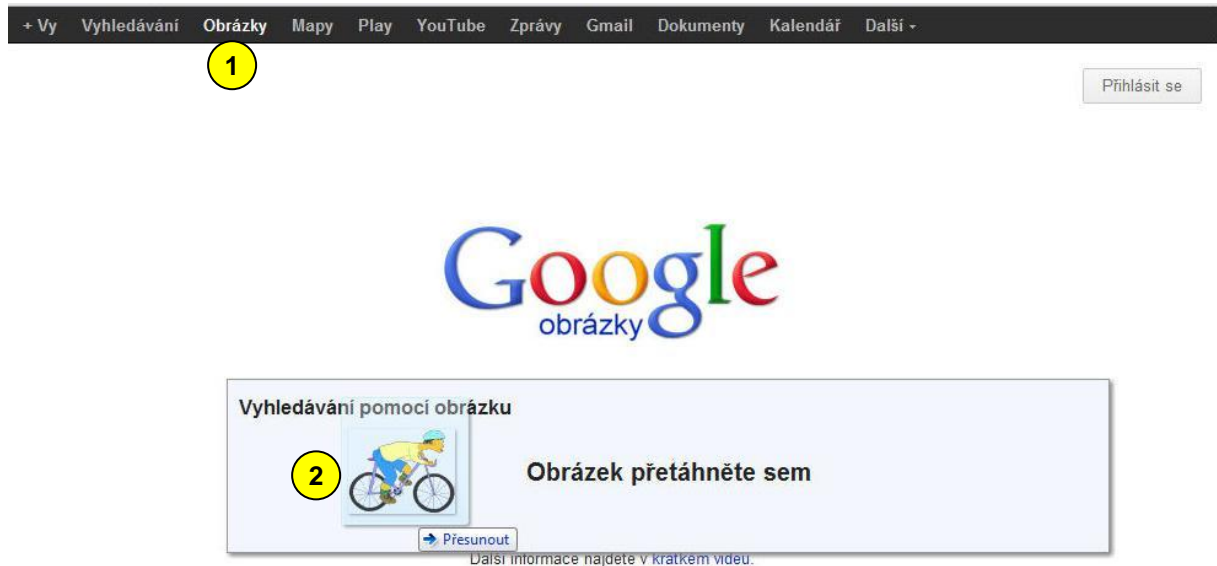 + Vy Vyhledávání Obrázky Mapy Play YouTube Zprávy Gmail Dokumenty Kalendář Další
1
Přihlásit se
Google
obrázky
Vyhledávání pomocí obrázku
2
Obrázek přetáhněte sem
Přesunout
Další informace najdete v krátkém videu.